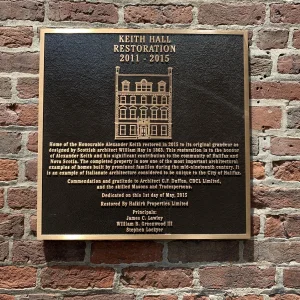 KEITH HALL
RESTORATION
2011 - 2015
Home of the Honourable Alexander Keith restored in 2015 to its original grandeur as
designed by Scottish architect William Hay in 1863. This restoration is to the honour
of Alexander Keith and his significant contribution to the community of Halifax and
Nova Scotia. The completed property is now one of the most important architectural
examples of homes built by prominent families during the mid-nineteenth century. It
is an example of Italianate architecture considered to be unique to the City of Halifax.
Commendation and gratitude to Architect G.F. Duffus, CBCL Limited,
and the skilled Masons and Tradespersons.
Dedicated on this 1st day of May, 2015
Restored By Halkirk Properties Limited
Principals:
James C. Lawley
William B. Greenwood III
Stephen Lockyer